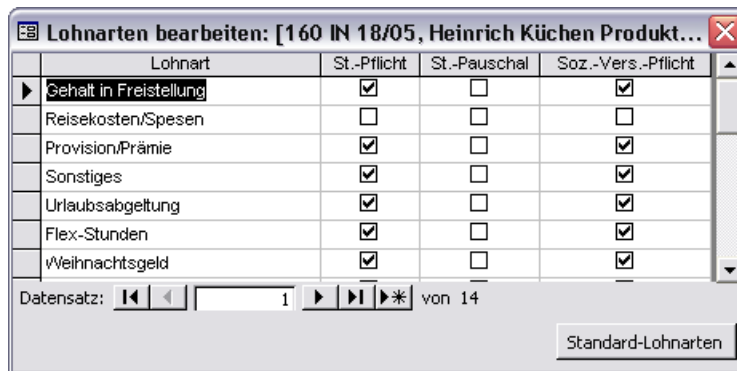 Lohnarten bearbeiten: [160 IN 18/05, Heinrich Küchen Produkt...
Lohnart St.-Pflicht St.-Pauschal Soz.-Vers.-Pflicht
Gehalt in Freistellung
Reisekosten/Spesen
Provision/Prämie
Sonstiges
Urlaubsabgeltung
Flex-Stunden
Weihnachtsgeld
Datensatz: 1 von 14
Standard-Lohnarten